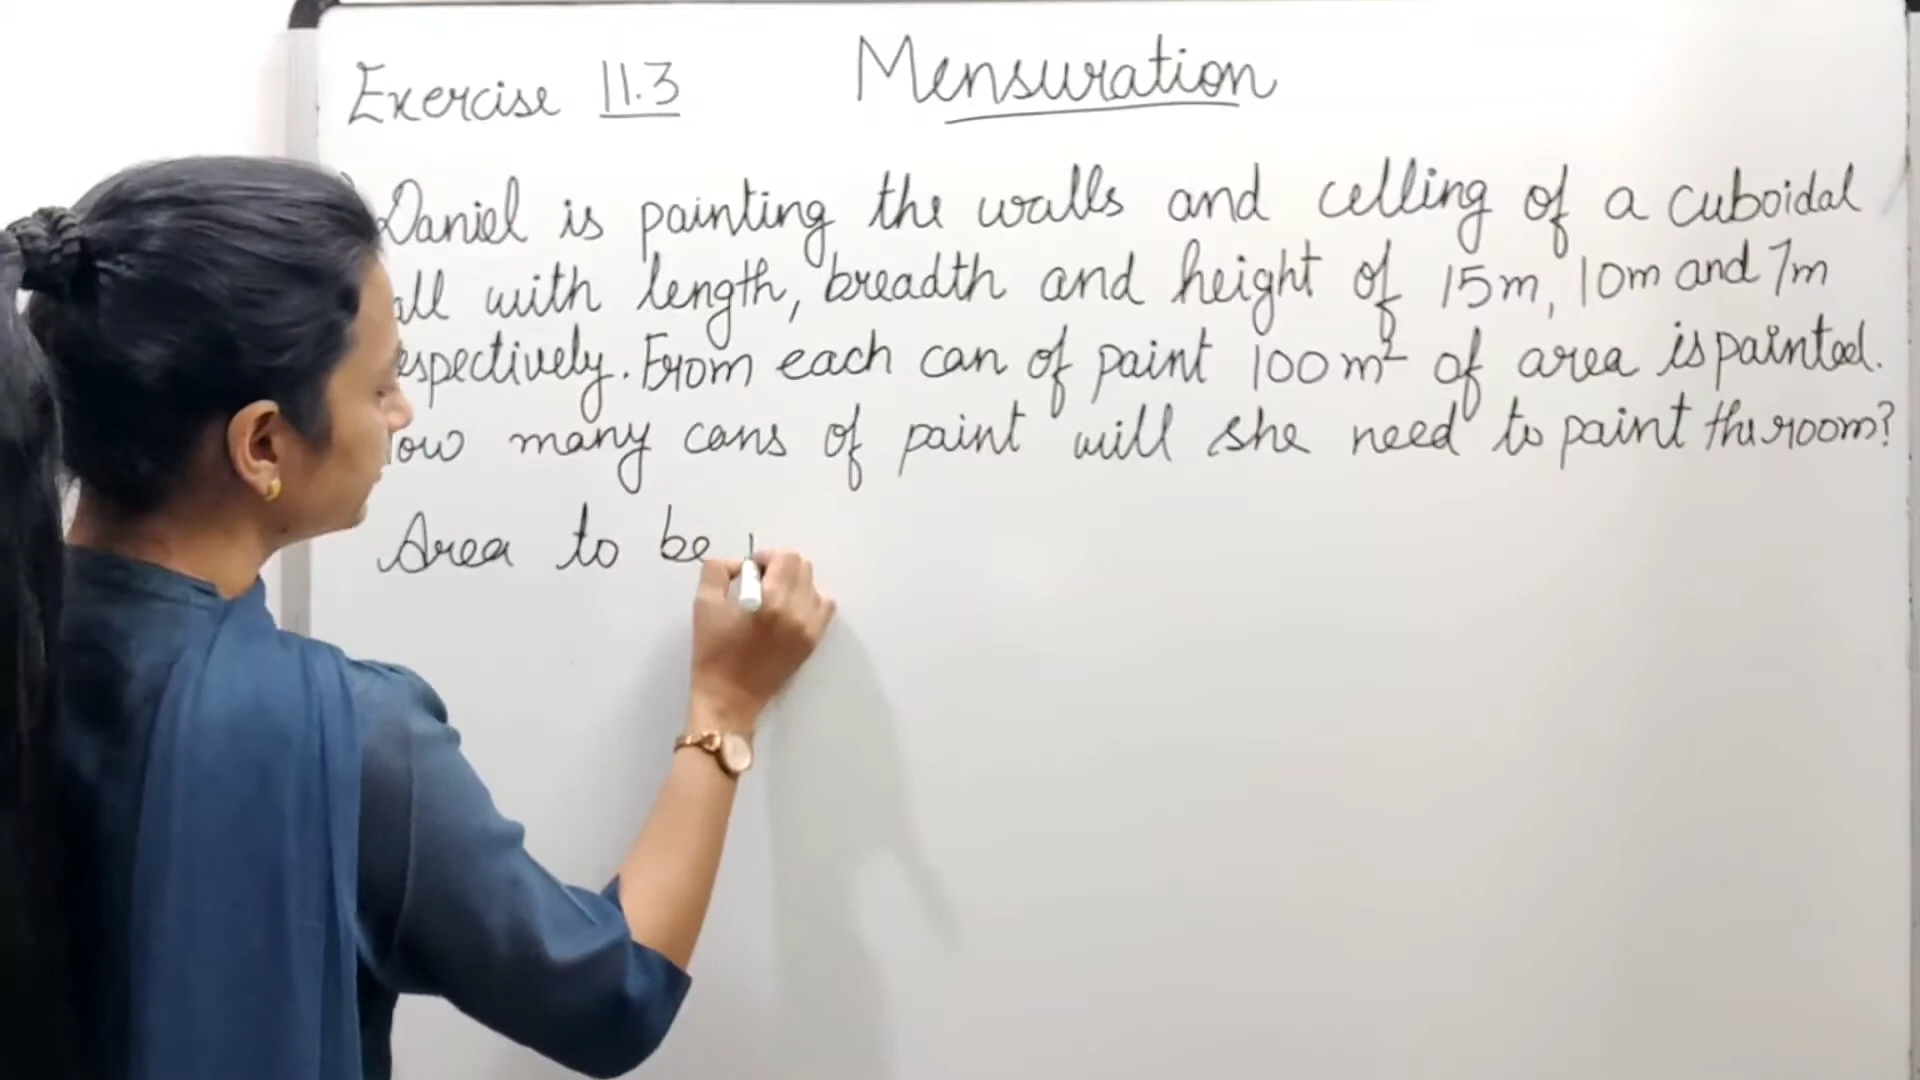 Exercise 11.3 Mensuration
Daniel is painting the walls and celling of a cuboidal
all with length, breadth and height of 15m, 10m and 7m
espectively. From each can of paint 100m² of area is painted.
How many cans of paint will she need to paint the room?
Area to be